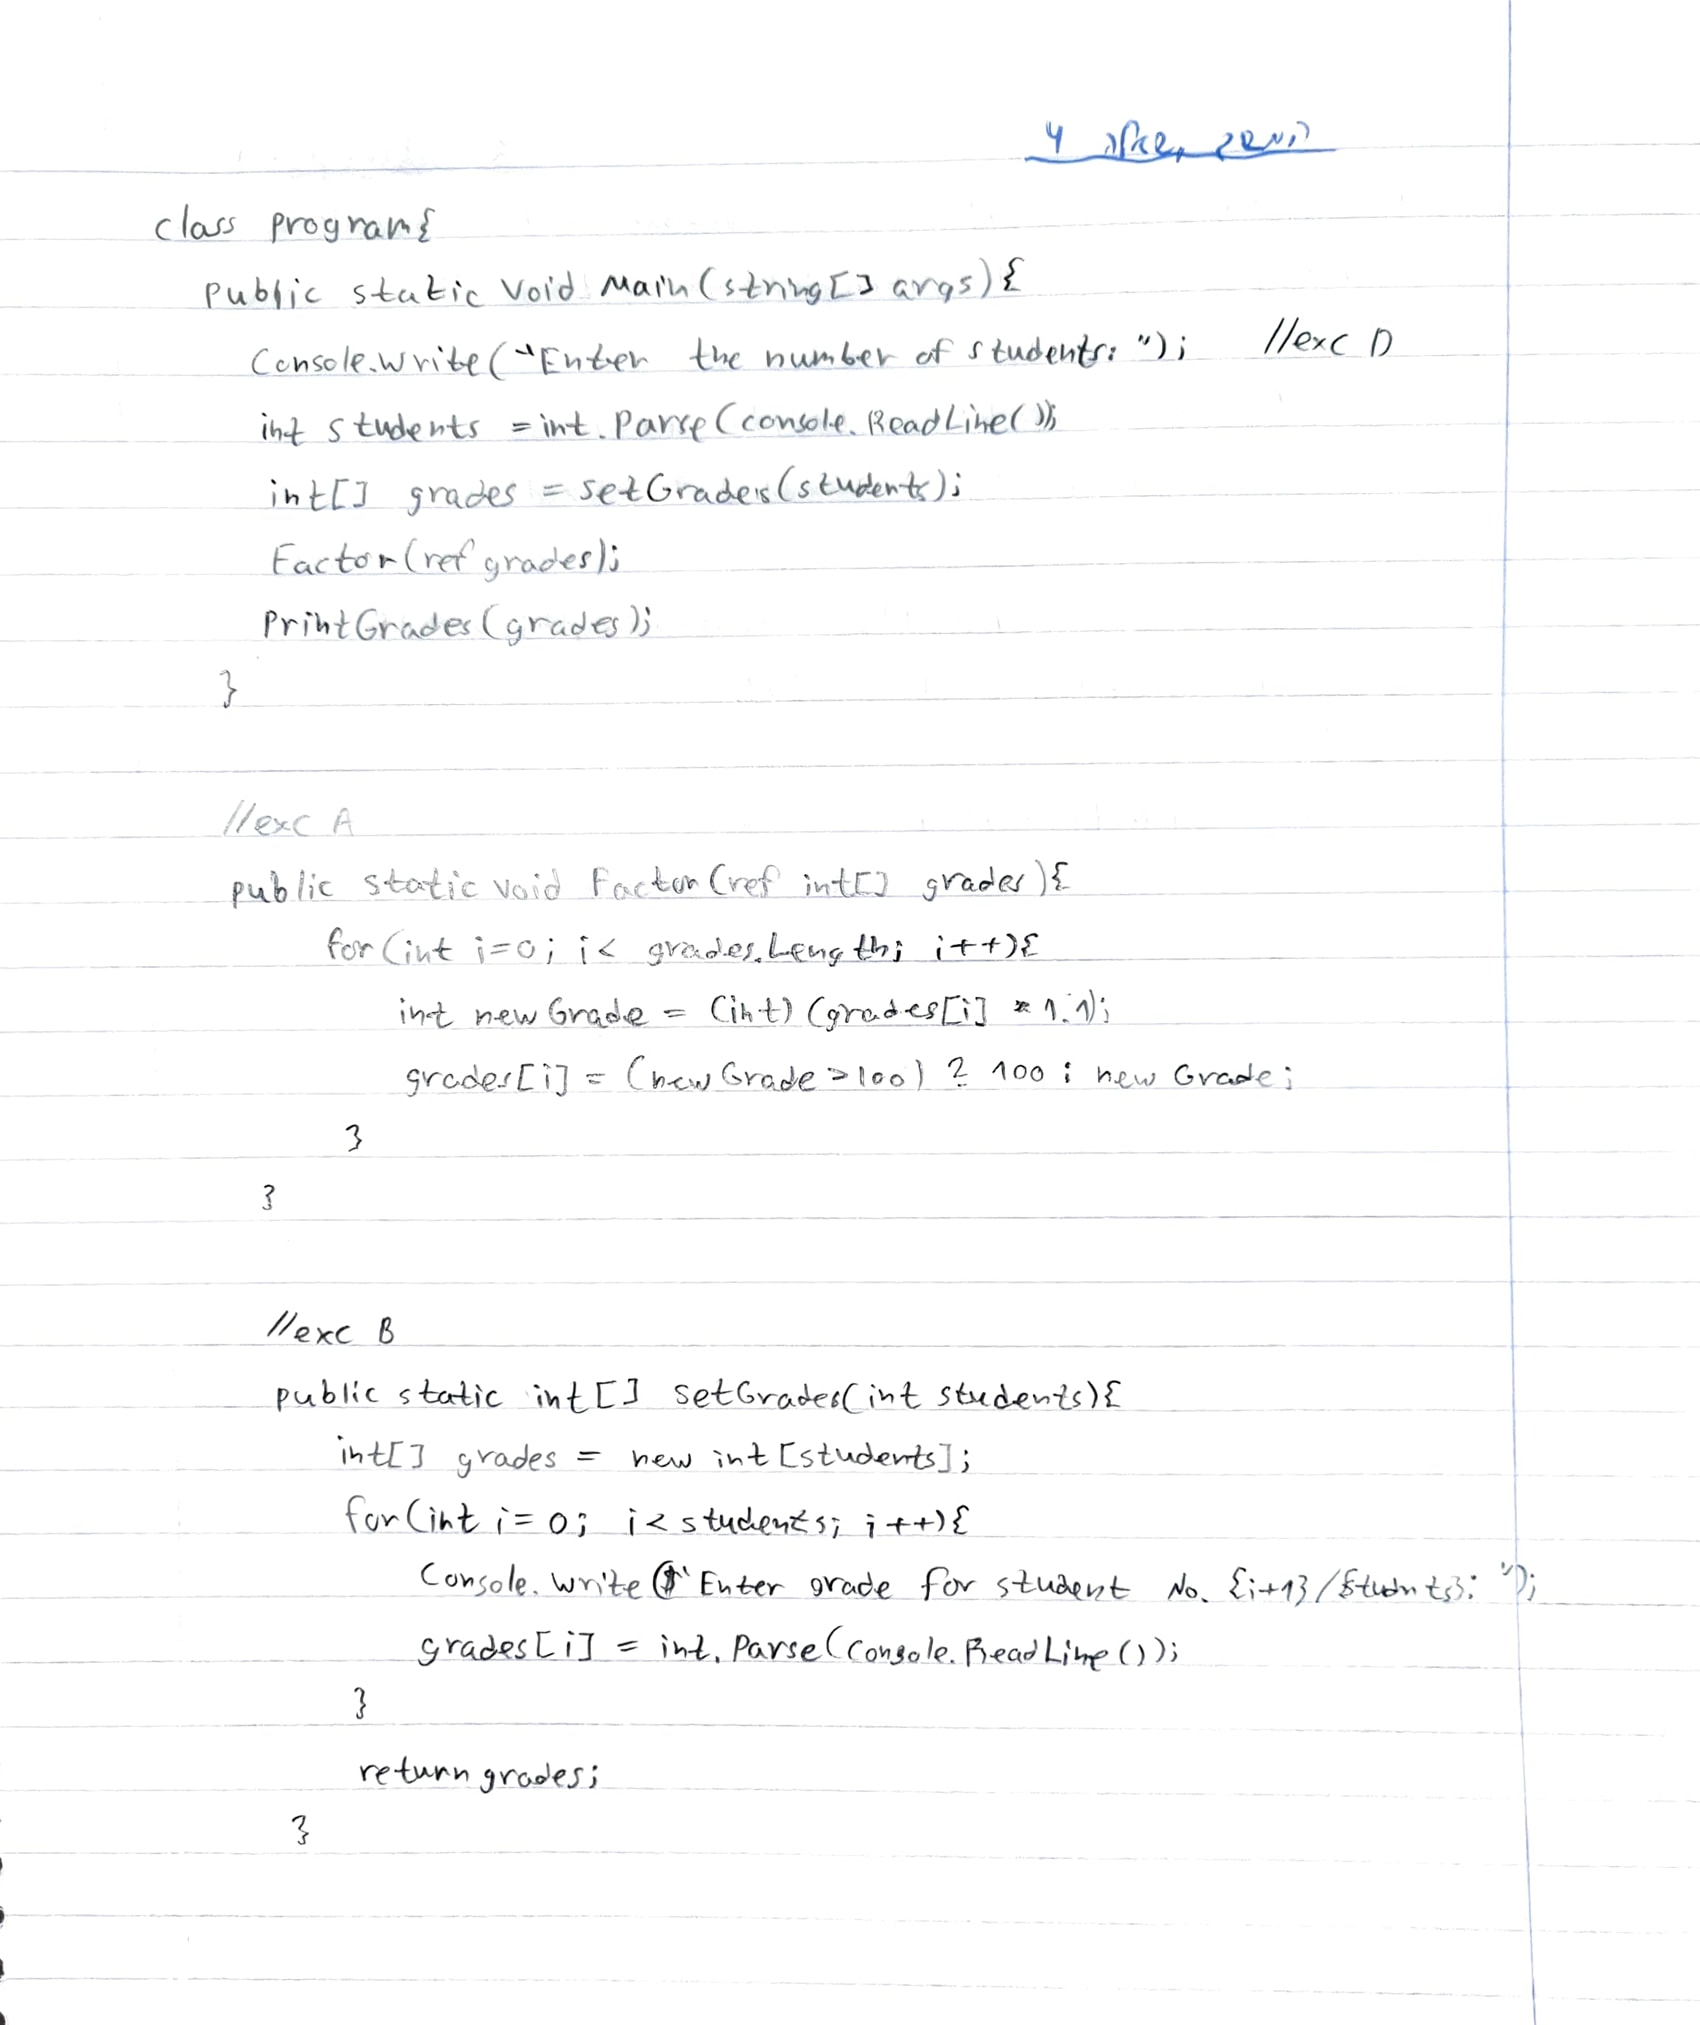 4
class program{
public static void Main(string[] args){
Console.write("Enter the number of students: "); //exc D
int students = int.Parse(console.ReadLine());
int[] grades = setGrades(students);
Factor(ref grades);
PrintGrades(grades);
}
//exc A
public static void Factor(ref int[] grades){
for(int i=0; i< grades.Length; i++){
int newGrade = (int) (grades[i] * 1.1);
grades[i] = (newGrade >100) ? 100 : newGrade;
}
}
//exc B
public static int[] setGrades(int students){
int[] grades = new int[students];
for(int i=0; i<students; i++){
Console.write($"Enter grade for student No. {i+1}/{studnts}: ");
grades[i] = int.Parse(Console.ReadLine());
}
return grades;
}